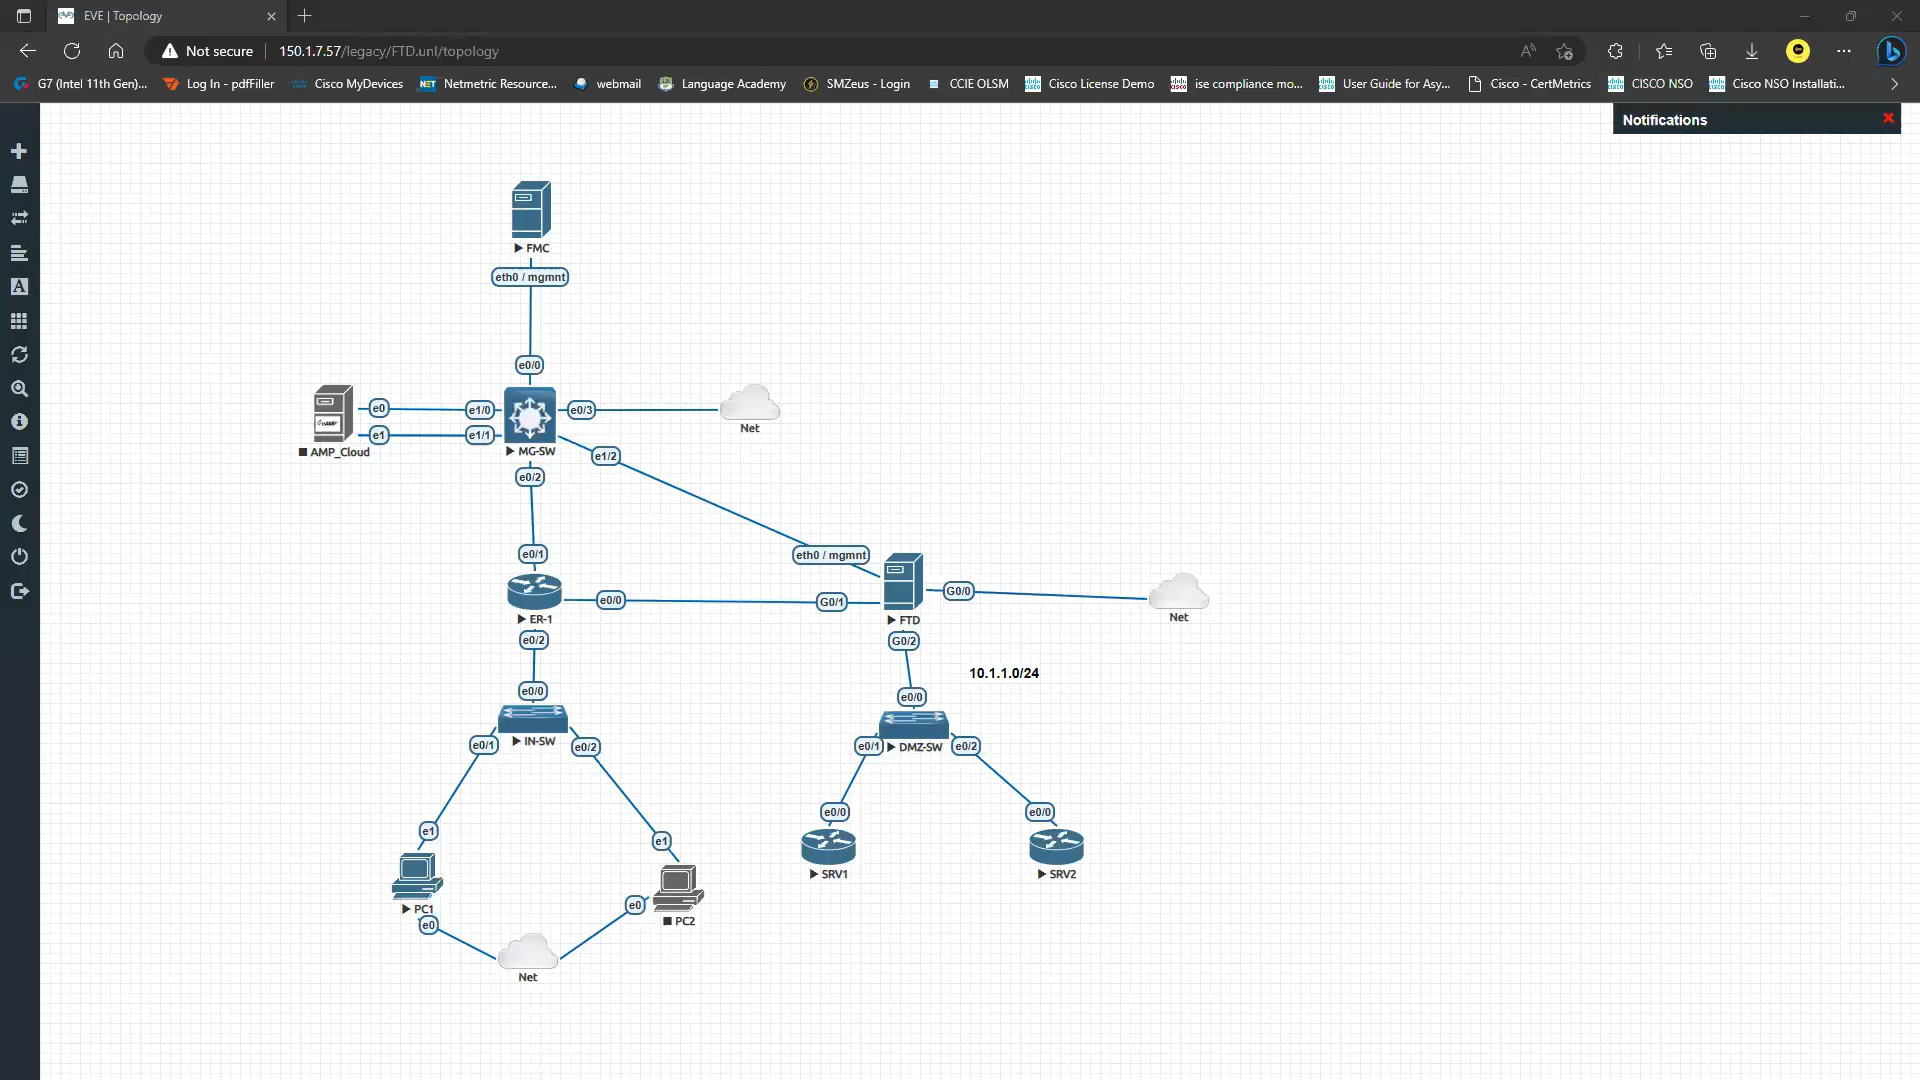 EVE | Topology
Not secure 150.1.7.57/legacy/FTD.unl/topology
G7 (Intel 11th Gen)...
Log In - pdfFiller
Cisco MyDevices
NET Netmetric Resource...
webmail
Language Academy
SMZeus - Login
CCIE OLSM
Cisco License Demo
ise compliance mo...
User Guide for Asy...
Cisco - CertMetrics
CISCO NSO
Cisco NSO Installati...
Notifications
FMC
eth0 / mgmnt
e0/0
e0
e1/0
e0/3
e1
e1/1
Net
AMP_Cloud
MG-SW
e1/2
e0/2
e0/1
eth0 / mgmnt
e0/0
G0/1
G0/0
ER-1
FTD
Net
e0/2
G0/2
10.1.1.0/24
e0/0
e0/0
e0/1
IN-SW
e0/2
e0/1
DMZ-SW
e0/2
e0/0
e0/0
e1
e1
SRV1
SRV2
PC1
e0
PC2
e0
Net